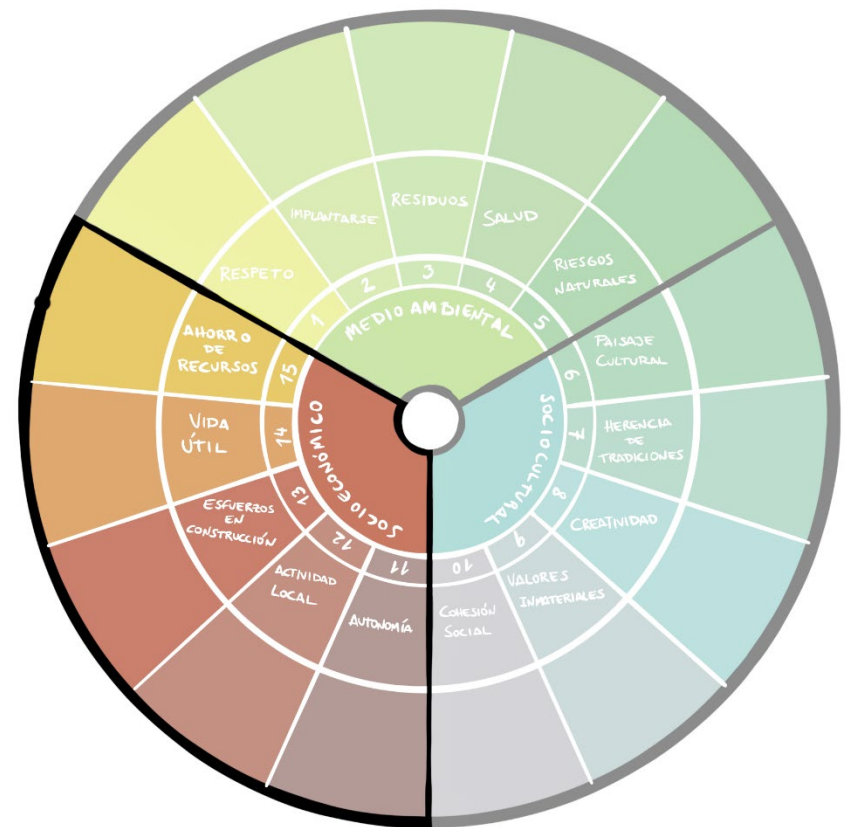 MEDIO AMBIENTAL
1
RESPETO
2
IMPLANTARSE
3
RESIDUOS
4
SALUD
5
RIESGOS
NATURALES
SOCIOCULTURAL
6
PAISAJE
CULTURAL
7
HERENCIA
DE
TRADICIONES
8
CREATIVIDAD
9
VALORES
INMATERIALES
10
COHESIÓN
SOCIAL
SOCIOECONÓMICO
11
AUTONOMÍA
12
ACTIVIDAD
LOCAL
13
ESFUERZOS
EN
CONSTRUCCIÓN
14
VIDA
ÚTIL
15
AHORRO
DE
RECURSOS